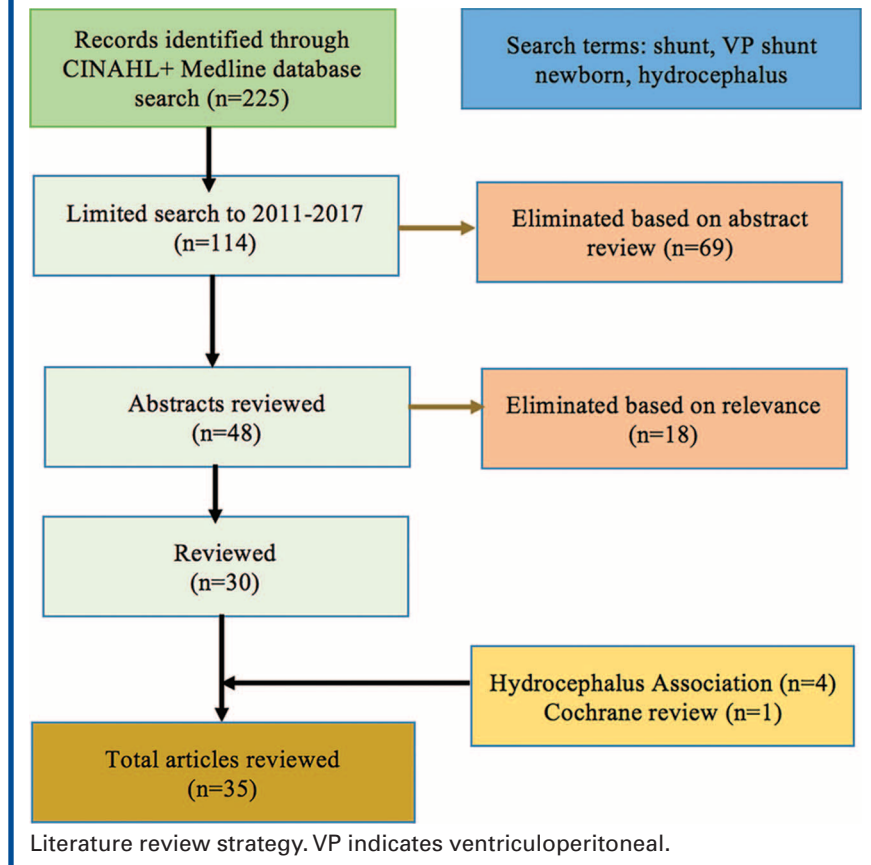 Records identified through
CINAHL+ Medline database
search (n=225)
Search terms: shunt, VP shunt
newborn, hydrocephalus
Limited search to 2011-2017
(n=114)
Eliminated based on abstract
review (n=69)
Abstracts reviewed
(n=48)
Eliminated based on relevance
(n=18)
Reviewed
(n=30)
Hydrocephalus Association (n=4)
Cochrane review (n=1)
Total articles reviewed
(n=35)
Literature review strategy. VP indicates ventriculoperitoneal.